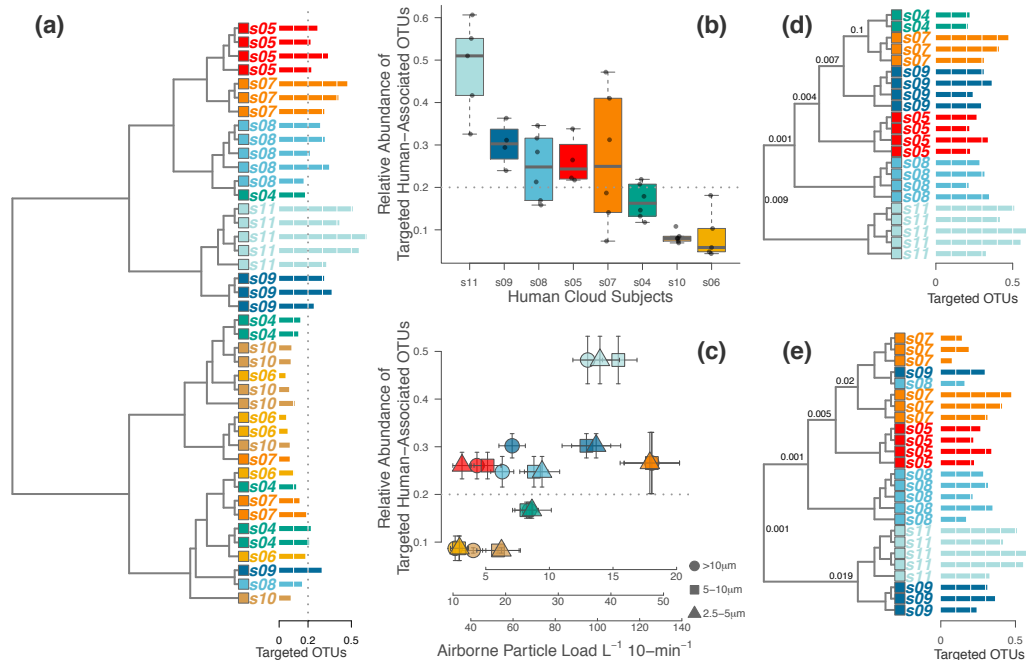 (a)
s05
s05
s05
s05
s07
s07
s07
s08
s08
s08
s08
s08
s04
s11
s11
s11
s11
s11
s09
s09
s09
s04
s04
s10
s10
s06
s10
s10
s06
s06
s10
s07
s06
s04
s07
s07
s04
s04
s06
s09
s08
s10
0 0.2 0.5
Targeted OTUs
(b)
Relative Abundance of
Targeted Human−Associated OTUs
0.6
0.5
0.4
0.3
0.2
0.1
s11 s09 s08 s05 s07 s04 s10 s06
Human Cloud Subjects
(c)
Relative Abundance of
Targeted Human−Associated OTUs
0.5
0.4
0.3
0.2
0.1
>10μm
5−10μm
2.5−5μm
5 10 15 20
10 20 30 40 50
40 60 80 100 120 140
Airborne Particle Load L⁻¹ 10−min⁻¹
(d)
0.1
0.007
0.004
0.001
0.009
s04
s04
s07
s07
s07
s09
s09
s09
s09
s05
s05
s05
s05
s08
s08
s08
s08
s11
s11
s11
s11
s11
0 0.5
Targeted OTUs
(e)
0.02
0.005
0.001
0.001
0.019
s07
s07
s07
s09
s08
s07
s07
s07
s05
s05
s05
s05
s08
s08
s08
s08
s08
s11
s11
s11
s11
s11
s09
s09
s09
0 0.5
Targeted OTUs